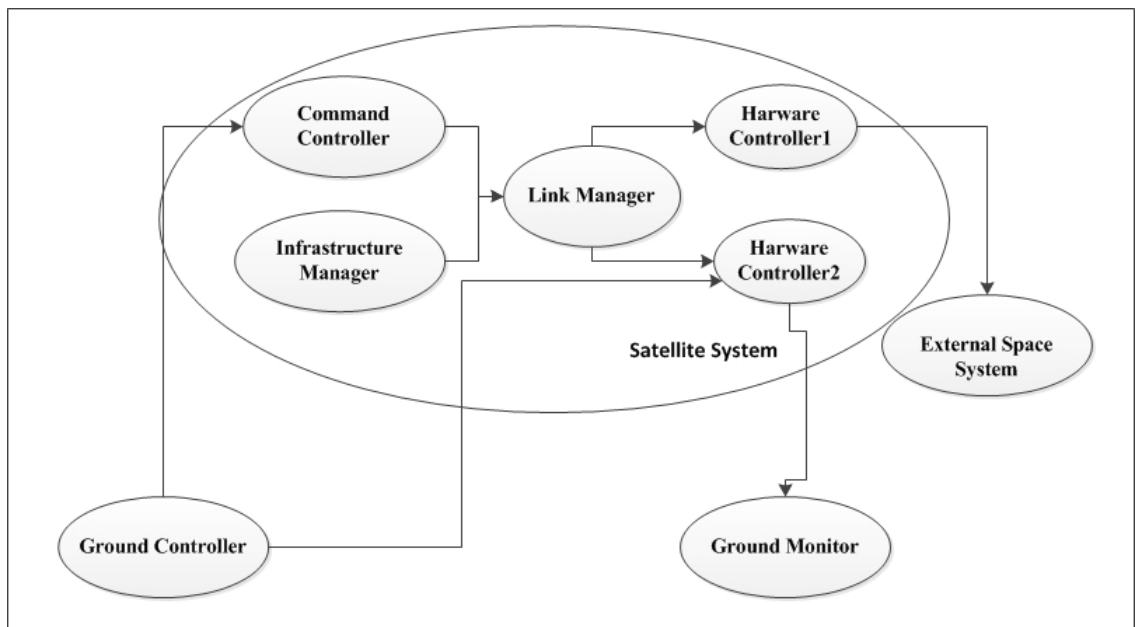 Command
Controller
Harware
Controller1
Link Manager
Infrastructure
Manager
Harware
Controller2
Satellite System
External Space
System
Ground Controller
Ground Monitor